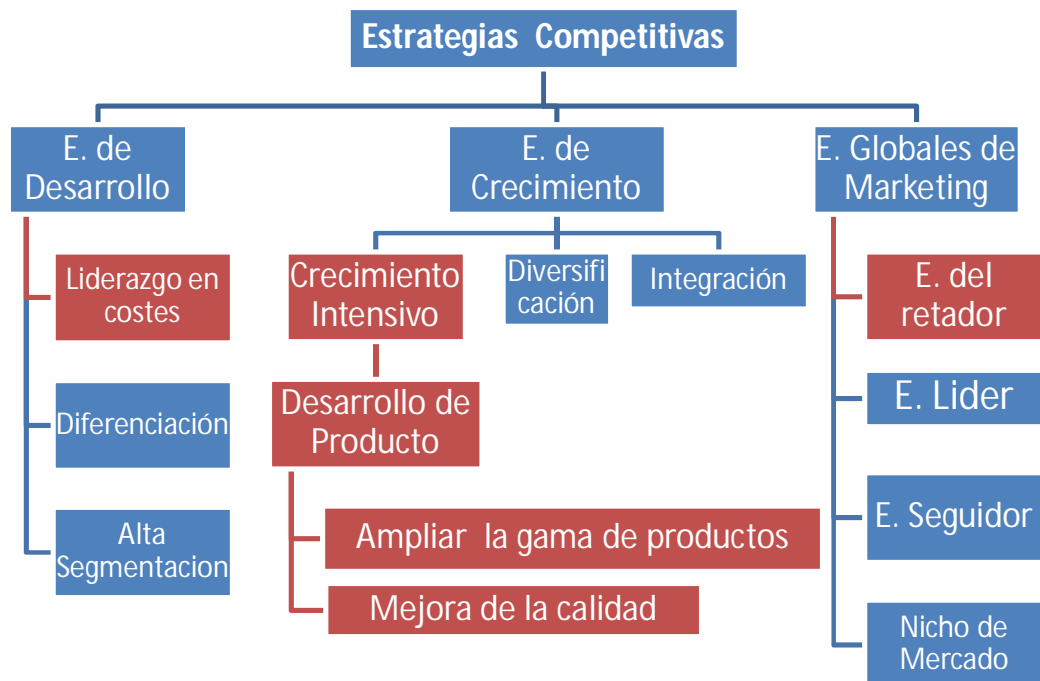 Estrategias Competitivas
E. de
Desarrollo
E. de
Crecimiento
E. Globales de
Marketing
Liderazgo en
costes
Diferenciación
Alta
Segmentacion
Crecimiento
Intensivo
Diversifi
cación
Integración
Desarrollo de
Producto
Ampliar la gama de productos
Mejora de la calidad
E. del
retador
E. Lider
E. Seguidor
Nicho de
Mercado